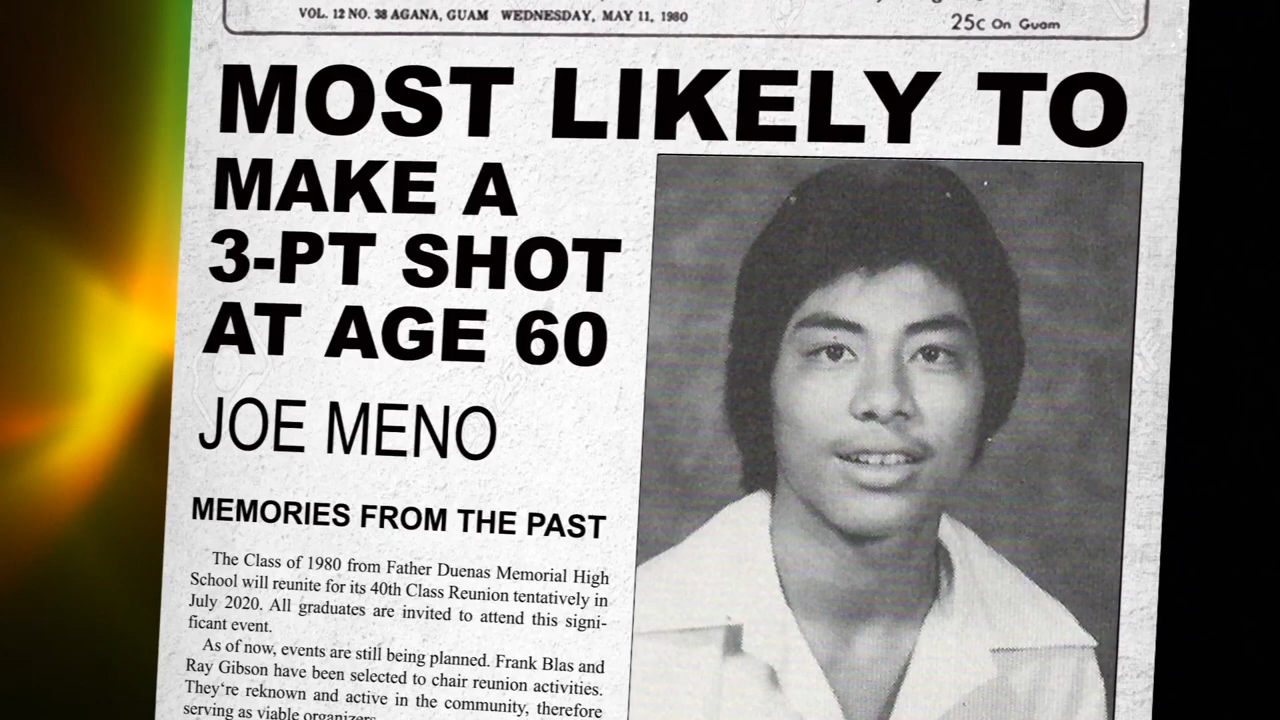 VOL. 12 NO. 38 AGANA, GUAM WEDNESDAY, MAY 11, 1980
25c On Guam
MOST LIKELY TO
MAKE A
3-PT SHOT
AT AGE 60
JOE MENO
MEMORIES FROM THE PAST
The Class of 1980 from Father Duenas Memorial High
School will reunite for its 40th Class Reunion tentatively in
July 2020. All graduates are invited to attend this signi-
ficant event.
As of now, events are still being planned. Frank Blas and
Ray Gibson have been selected to chair reunion activities.
They're reknown and active in the community, therefore
serving as viable organizers